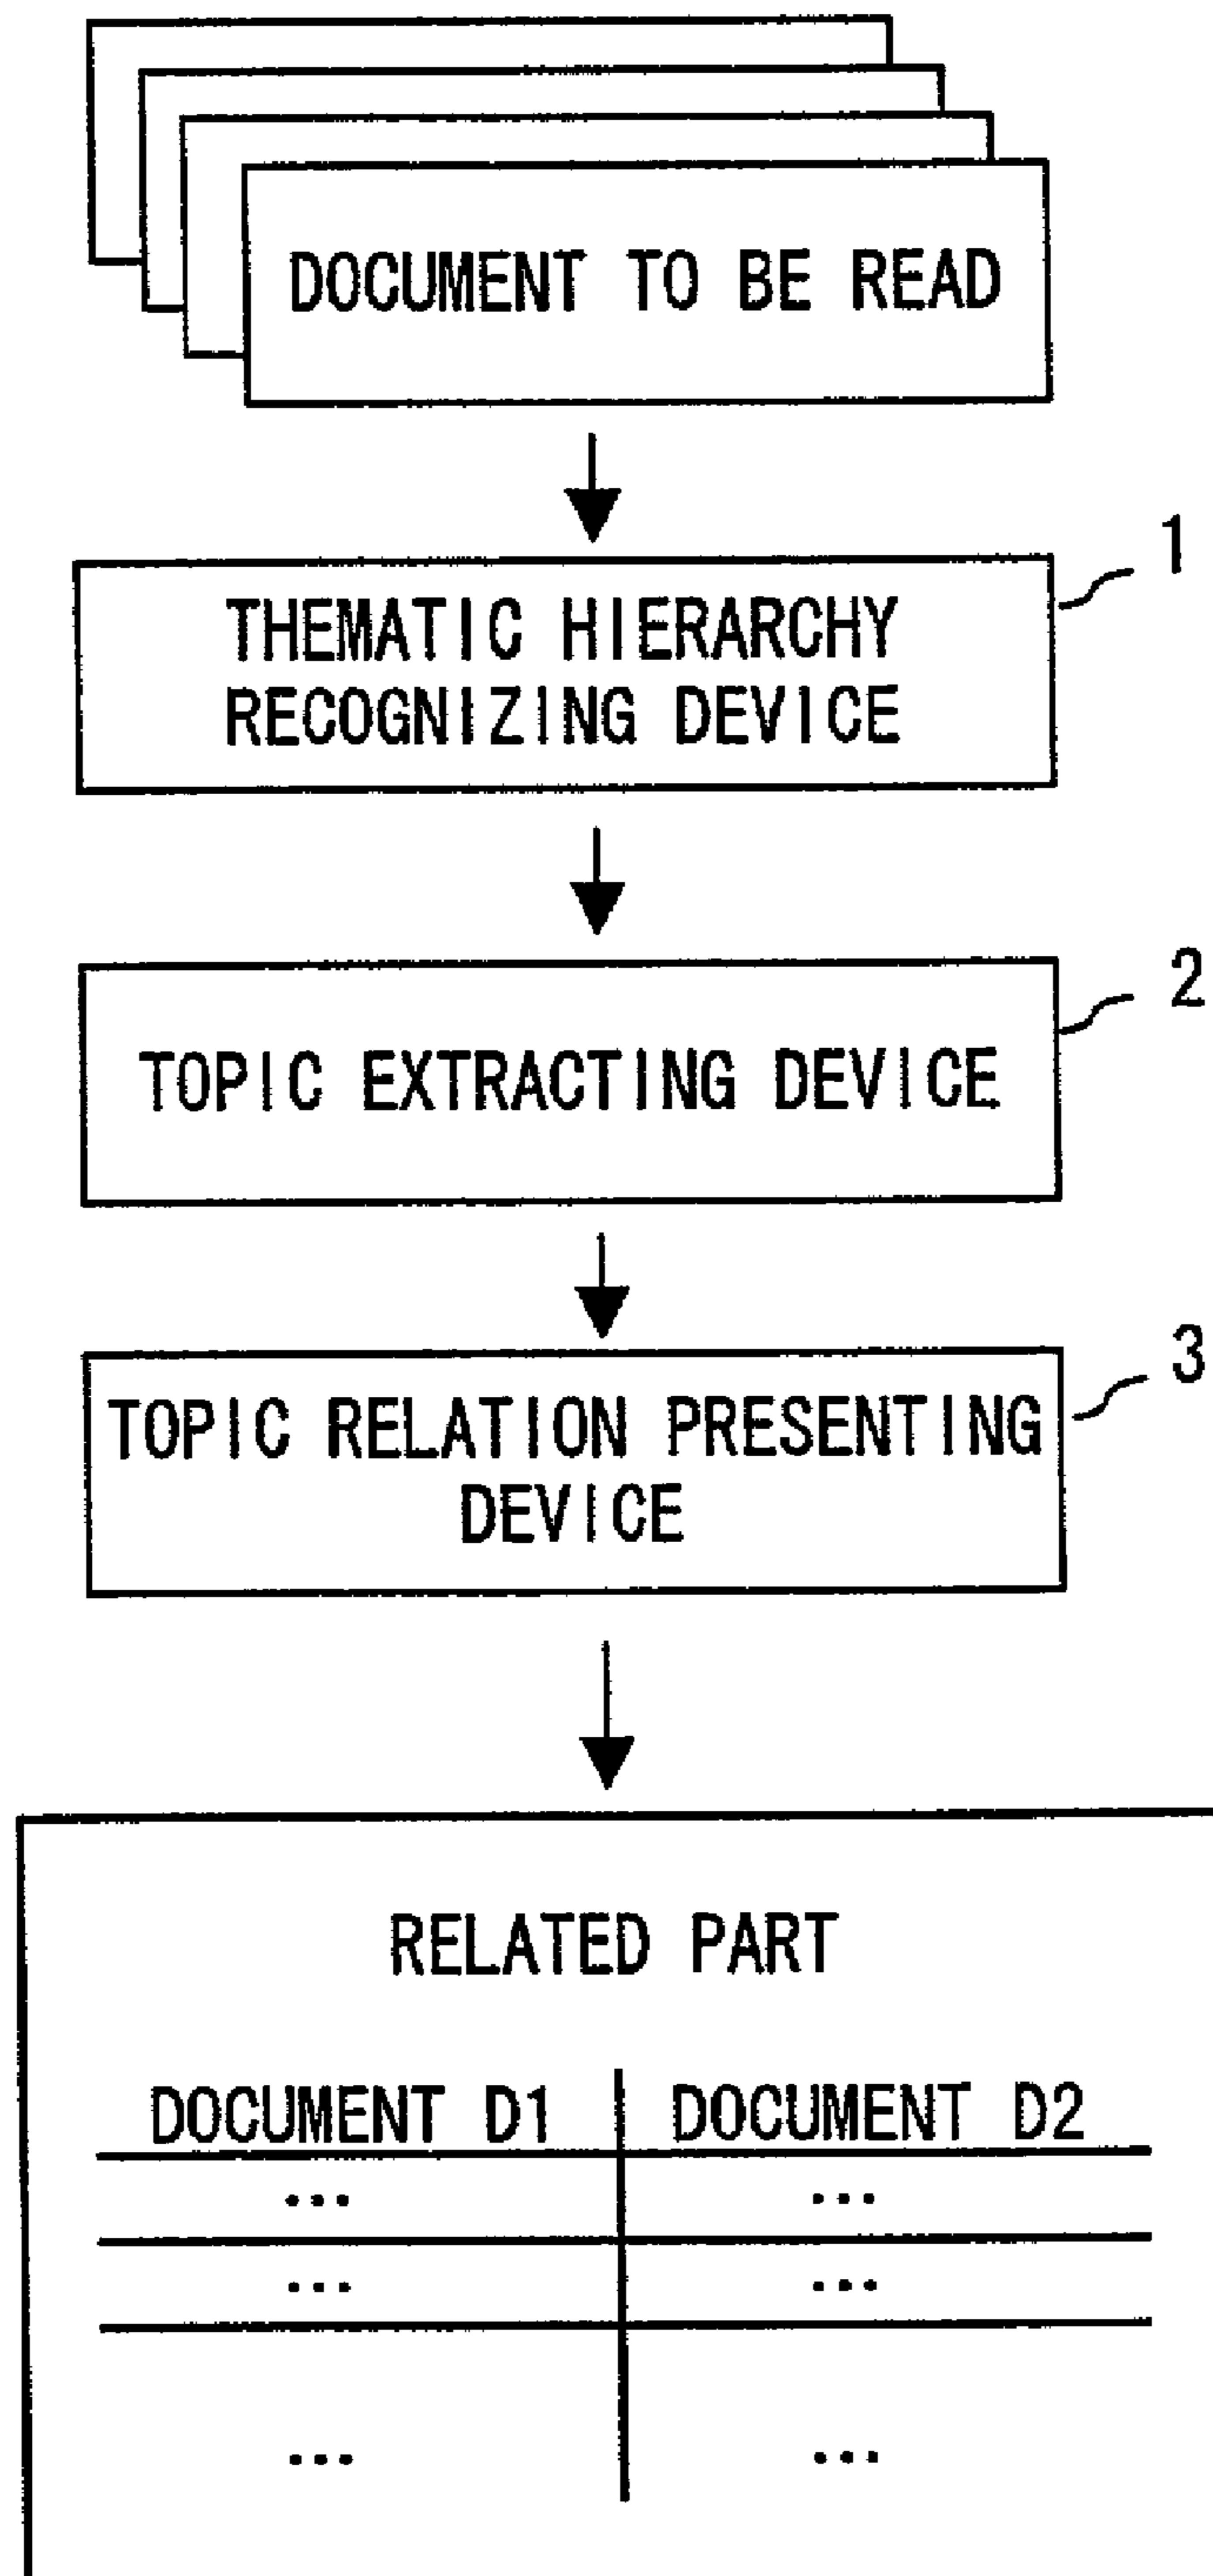 DOCUMENT TO BE READ
1
THEMATIC HIERARCHY
RECOGNIZING DEVICE
2
TOPIC EXTRACTING DEVICE
3
TOPIC RELATION PRESENTING
DEVICE
RELATED PART
DOCUMENT D1 DOCUMENT D2
... ...
... ...
... ...